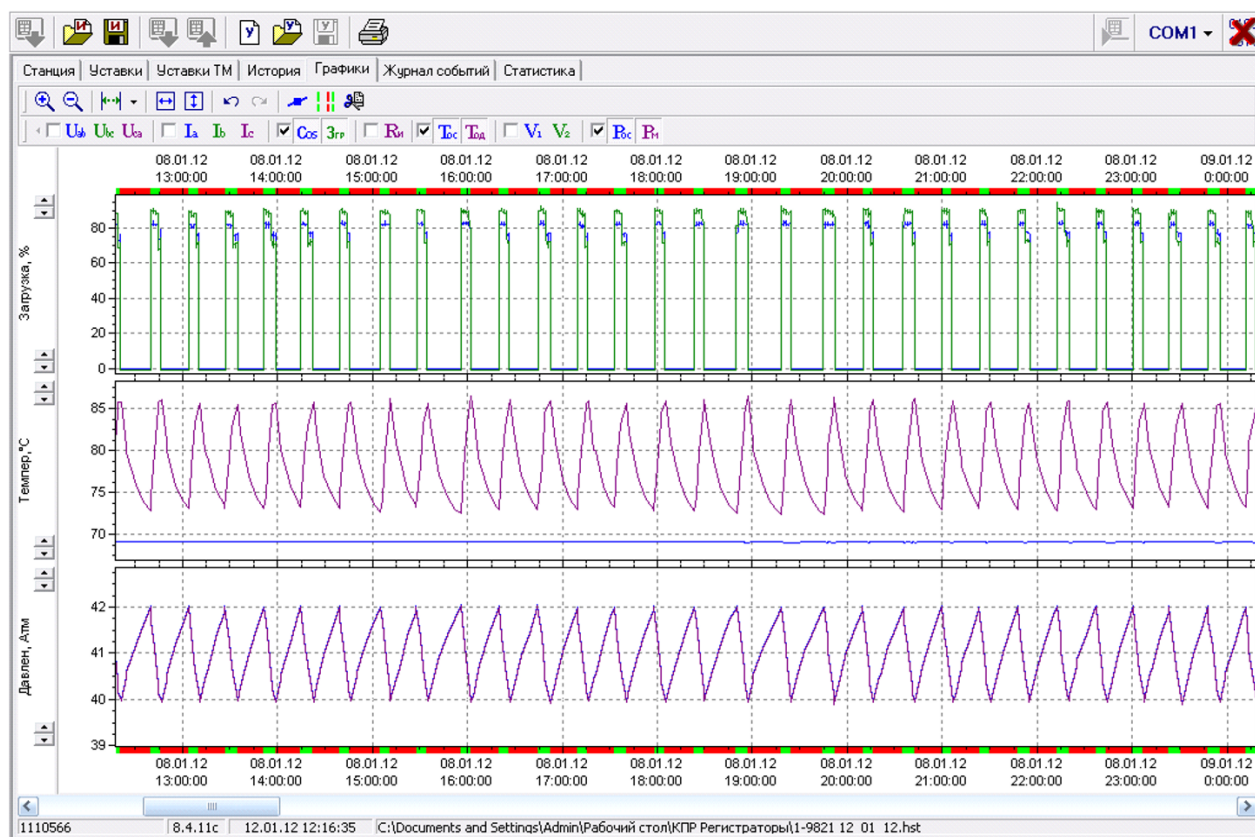 COM1
Станция Уставки Уставки ТМ История Графики Журнал событий Статистика
Uab Ubc Uca Ia Ib Ic Cos Згр Rи Тос Тод V1 V2 Рос Рм
08.01.12 08.01.12 08.01.12 08.01.12 08.01.12 08.01.12 08.01.12 08.01.12 08.01.12 08.01.12 08.01.12 09.01.12
13:00:00 14:00:00 15:00:00 16:00:00 17:00:00 18:00:00 19:00:00 20:00:00 21:00:00 22:00:00 23:00:00 0:00:00
Загрузка, %
80
60
40
20
0
Темпер,°С
85
80
75
70
Давлен, Атм
42
41
40
39
08.01.12 08.01.12 08.01.12 08.01.12 08.01.12 08.01.12 08.01.12 08.01.12 08.01.12 08.01.12 08.01.12 09.01.12
13:00:00 14:00:00 15:00:00 16:00:00 17:00:00 18:00:00 19:00:00 20:00:00 21:00:00 22:00:00 23:00:00 0:00:00
1110566 8.4.11c 12.01.12 12:16:35 C:\Documents and Settings\Admin\Рабочий стол\КПР Регистраторы\1-9821 12 01 12.hst